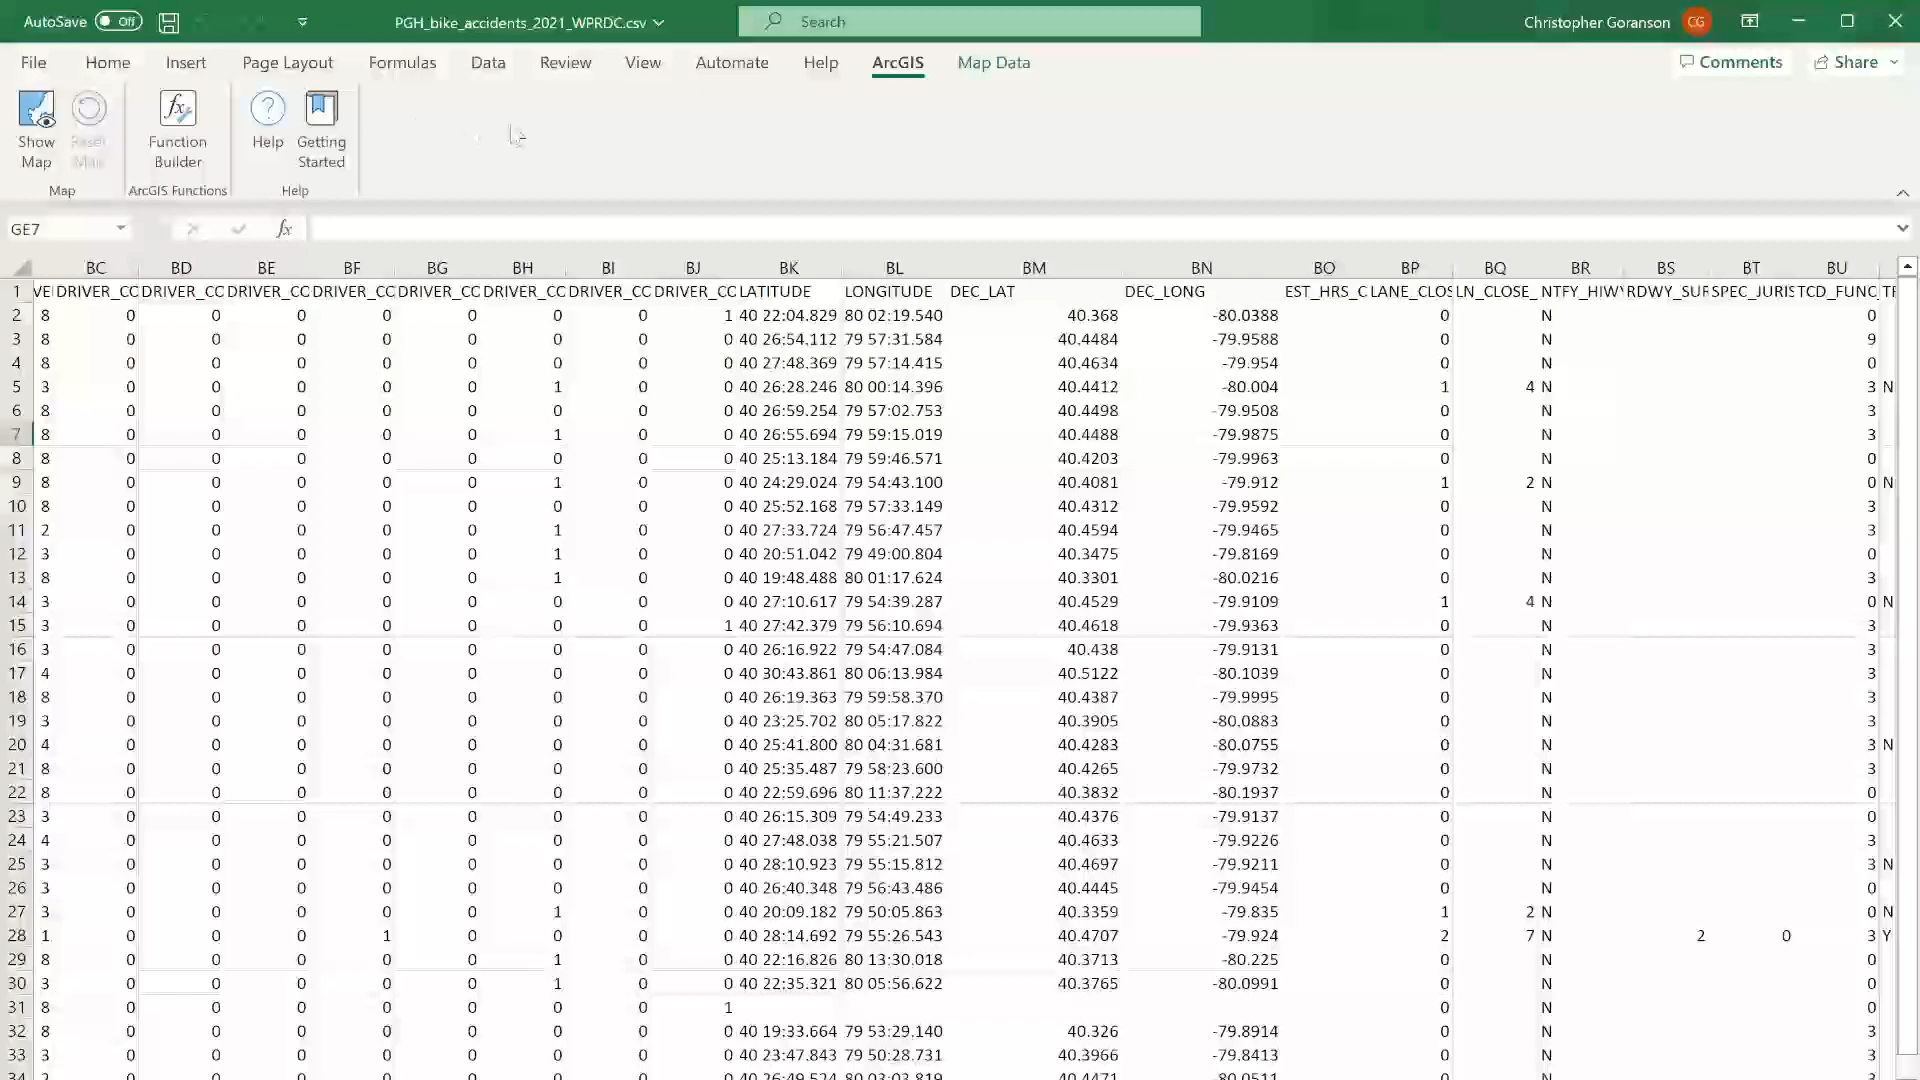 AutoSave Off PGH_bike_accidents_2021_WPRDC.csv Search Christopher Goranson CG
File Home Insert Page Layout Formulas Data Review View Automate Help ArcGIS Map Data Comments Share
Show Map Reset Map Function Builder Help Getting Started
Map ArcGIS Functions Help
GE7 fx
BC BD BE BF BG BH BI BJ BK BL BM BN BO BP BQ BR BS BT BU
1 VE DRIVER_CC DRIVER_CC DRIVER_CC DRIVER_CC DRIVER_CC DRIVER_CC DRIVER_CC DRIVER_CC LATITUDE LONGITUDE DEC_LAT DEC_LONG EST_HRS_C LANE_CLOS LN_CLOSE_ NTFY_HIWY RDWY_SUR SPEC_JURIS TCD_FUNC_ TF
2 8 0 0 0 0 0 0 0 1 40 22:04.829 80 02:19.540 40.368 -80.0388 0 N 0
3 8 0 0 0 0 0 0 0 0 40 26:54.112 79 57:31.584 40.4484 -79.9588 0 N 9
4 8 0 0 0 0 0 0 0 0 40 27:48.369 79 57:14.415 40.4634 -79.954 0 N 0
5 3 0 0 0 0 0 1 0 0 40 26:28.246 80 00:14.396 40.4412 -80.004 1 4 N 3 N
6 8 0 0 0 0 0 0 0 0 40 26:59.254 79 57:02.753 40.4498 -79.9508 0 N 3
7 8 0 0 0 0 0 1 0 0 40 26:55.694 79 59:15.019 40.4488 -79.9875 0 N 3
8 8 0 0 0 0 0 0 0 0 40 25:13.184 79 59:46.571 40.4203 -79.9963 0 N 0
9 8 0 0 0 0 0 1 0 0 40 24:29.024 79 54:43.100 40.4081 -79.912 1 2 N 0 N
10 8 0 0 0 0 0 0 0 0 40 25:52.168 79 57:33.149 40.4312 -79.9592 0 N 3
11 2 0 0 0 0 0 1 0 0 40 27:33.724 79 56:47.457 40.4594 -79.9465 0 N 3
12 3 0 0 0 0 0 1 0 0 40 20:51.042 79 49:00.804 40.3475 -79.8169 0 N 0
13 8 0 0 0 0 0 1 0 0 40 19:48.488 80 01:17.624 40.3301 -80.0216 0 N 3
14 3 0 0 0 0 0 0 0 0 40 27:10.617 79 54:39.287 40.4529 -79.9109 1 4 N 0 N
15 3 0 0 0 0 0 0 0 1 40 27:42.379 79 56:10.694 40.4618 -79.9363 0 N 3
16 3 0 0 0 0 0 0 0 0 40 26:16.922 79 54:47.084 40.438 -79.9131 0 N 3
17 4 0 0 0 0 0 0 0 0 40 30:43.861 80 06:13.984 40.5122 -80.1039 0 N 3
18 8 0 0 0 0 0 0 0 0 40 26:19.363 79 59:58.370 40.4387 -79.9995 0 N 3
19 3 0 0 0 0 0 0 0 0 40 23:25.702 80 05:17.822 40.3905 -80.0883 0 N 3
20 4 0 0 0 0 0 0 0 0 40 25:41.800 80 04:31.681 40.4283 -80.0755 0 N 3 N
21 8 0 0 0 0 0 0 0 0 40 25:35.487 79 58:23.600 40.4265 -79.9732 0 N 3
22 8 0 0 0 0 0 0 0 0 40 22:59.696 80 11:37.222 40.3832 -80.1937 0 N 0
23 3 0 0 0 0 0 0 0 0 40 26:15.309 79 54:49.233 40.4376 -79.9137 0 N 0
24 4 0 0 0 0 0 0 0 0 40 27:48.038 79 55:21.507 40.4633 -79.9226 0 N 3
25 3 0 0 0 0 0 0 0 0 40 28:10.923 79 55:15.812 40.4697 -79.9211 0 N 3 N
26 3 0 0 0 0 0 0 0 0 40 26:40.348 79 56:43.486 40.4445 -79.9454 0 N 0
27 3 0 0 0 0 0 1 0 0 40 20:09.182 79 50:05.863 40.3359 -79.835 1 2 N 0 N
28 1 0 0 0 1 0 0 0 0 40 28:14.692 79 55:26.543 40.4707 -79.924 2 7 N 2 0 3 Y
29 8 0 0 0 0 0 1 0 0 40 22:16.826 80 13:30.018 40.3713 -80.225 0 N 0
30 3 0 0 0 0 0 1 0 0 40 22:35.321 80 05:56.622 40.3765 -80.0991 0 N 0
31 8 0 0 0 0 0 0 0 1 0 N 0
32 8 0 0 0 0 0 0 0 0 40 19:33.664 79 53:29.140 40.326 -79.8914 0 N 3
33 3 0 0 0 0 0 0 0 0 40 23:47.843 79 50:28.731 40.3966 -79.8413 0 N 3